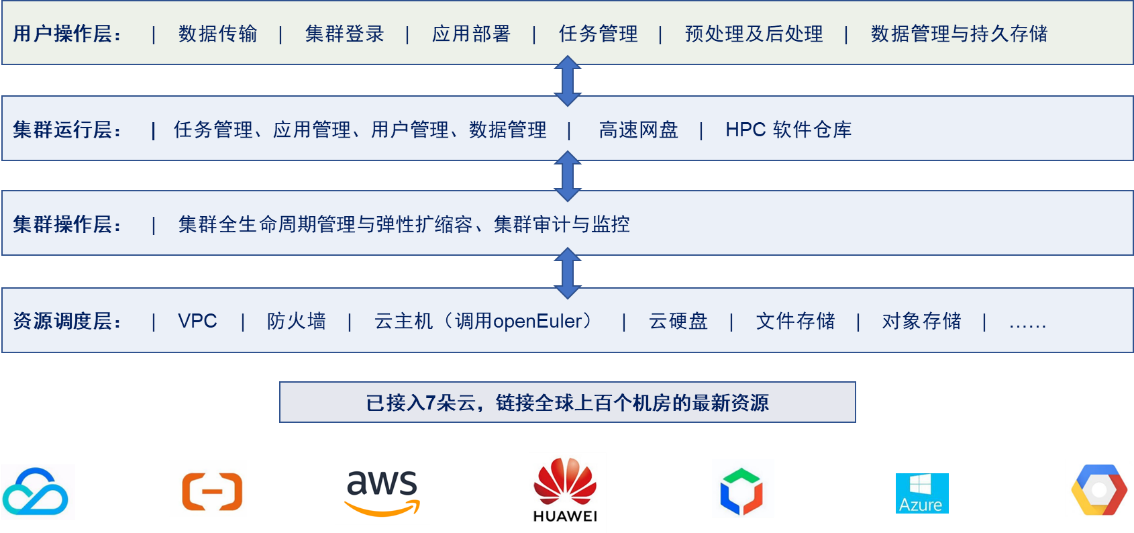 用户操作层： | 数据传输 | 集群登录 | 应用部署 | 任务管理 | 预处理及后处理 | 数据管理与持久存储
集群运行层： | 任务管理、应用管理、用户管理、数据管理 | 高速网盘 | HPC 软件仓库
集群操作层： | 集群全生命周期管理与弹性扩缩容、集群审计与监控
资源调度层： | VPC | 防火墙 | 云主机（调用openEuler） | 云硬盘 | 文件存储 | 对象存储 | ……
已接入7朵云，链接全球上百个机房的最新资源
aws
HUAWEI
Azure